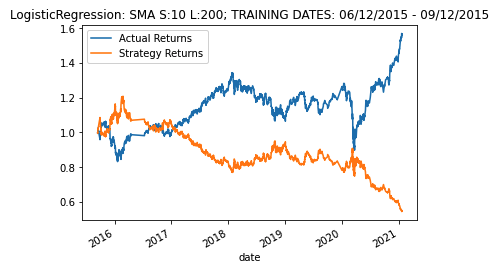 LogisticRegression: SMA S:10 L:200; TRAINING DATES: 06/12/2015 - 09/12/2015
Actual Returns
Strategy Returns
1.6
1.4
1.2
1.0
0.8
0.6
2016 2017 2018 2019 2020 2021
date